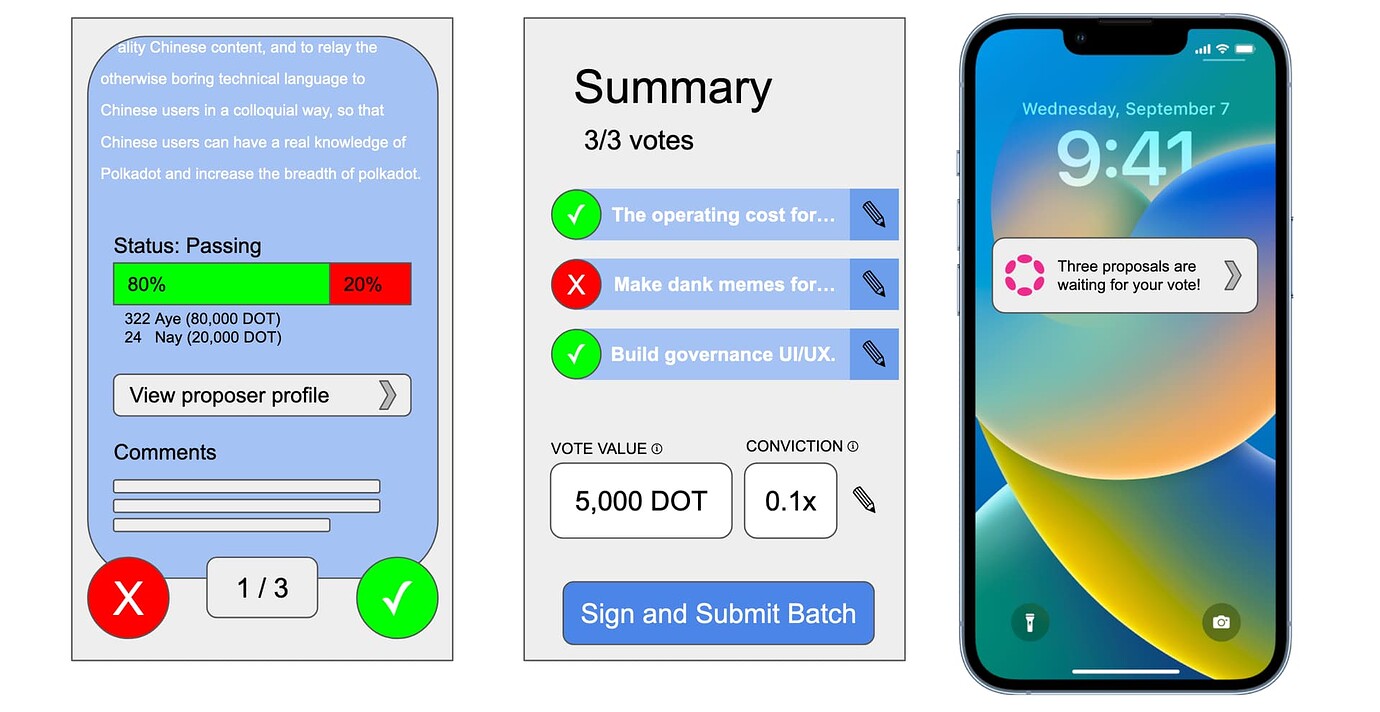 ality Chinese content, and to relay the
otherwise boring technical language to
Chinese users in a colloquial way, so that
Chinese users can have a real knowledge of
Polkadot and increase the breadth of polkadot.
Status: Passing
80% 20%
322 Aye (80,000 DOT)
24 Nay (20,000 DOT)
View proposer profile
Comments
X 1 / 3 ✓
Summary
3/3 votes
✓ The operating cost for...
X Make dank memes for...
✓ Build governance UI/UX.
VOTE VALUE ⓘ CONVICTION ⓘ
5,000 DOT 0.1x
Sign and Submit Batch
Wednesday, September 7
9:41
Three proposals are
waiting for your vote!